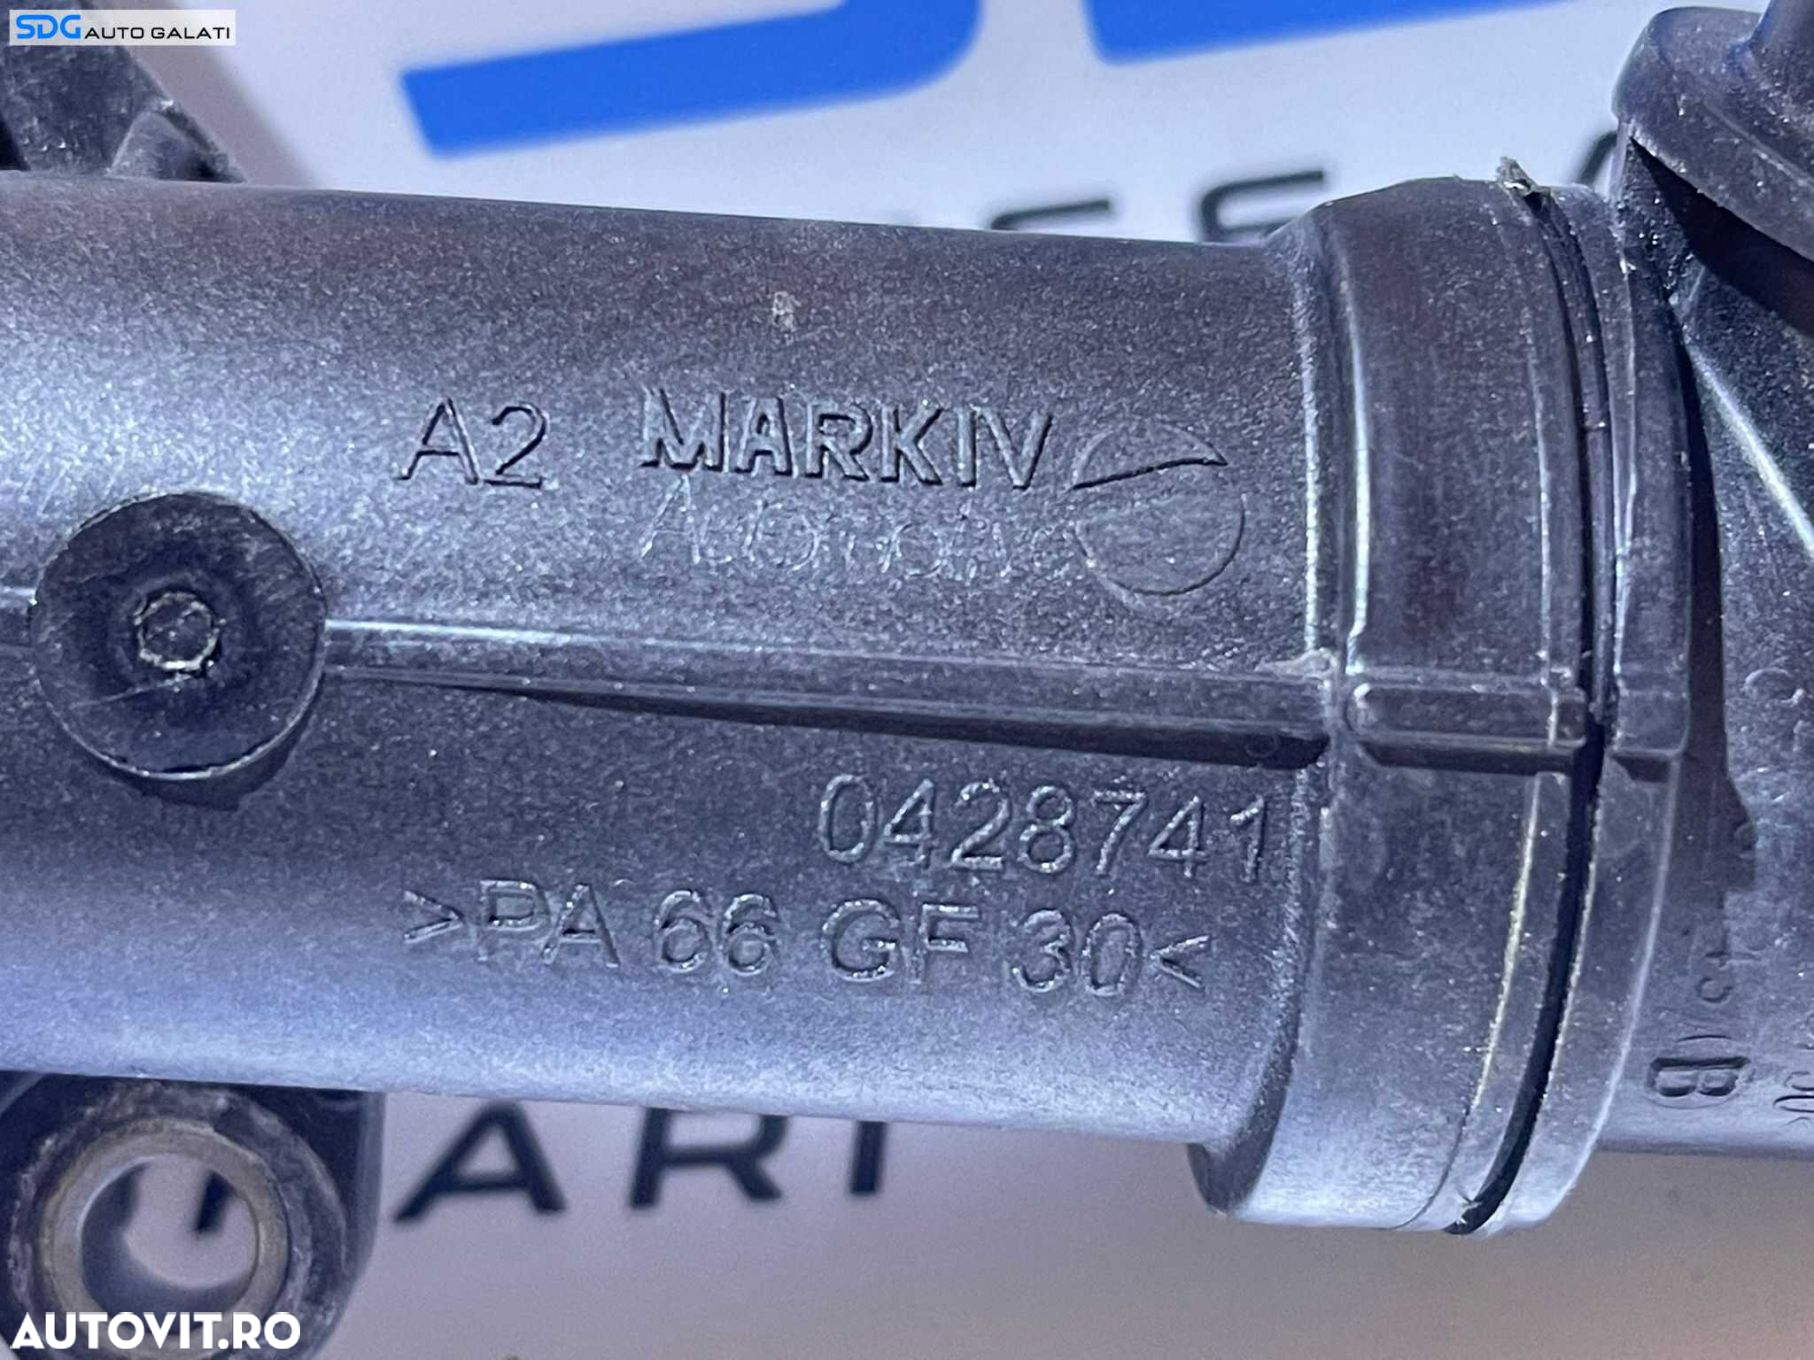 SDG AUTO GALATI
A2 MARKIV
Automotive
0428741
>PA 66 GF 30<
B
AUTOVIT.RO